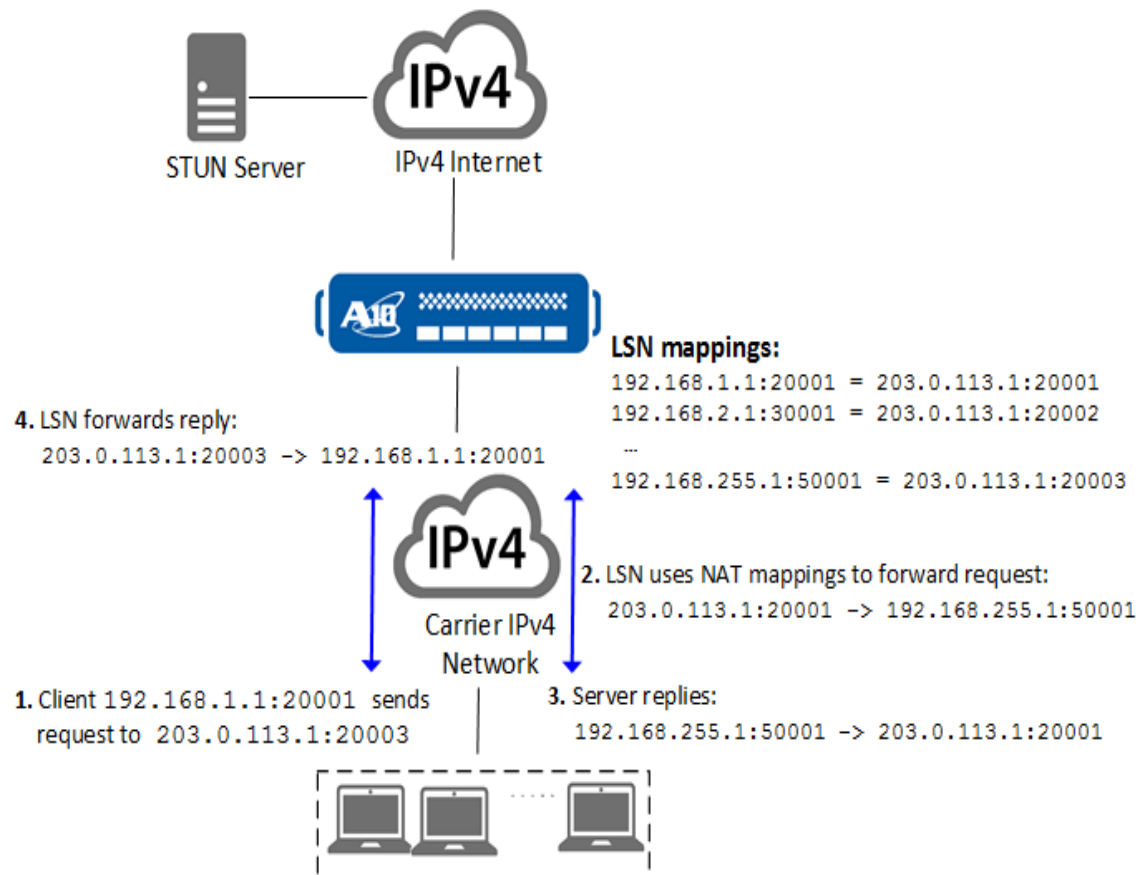 IPv4
STUN Server
IPv4 Internet
A10
LSN mappings:
192.168.1.1:20001 = 203.0.113.1:20001
192.168.2.1:30001 = 203.0.113.1:20002
...
192.168.255.1:50001 = 203.0.113.1:20003
4. LSN forwards reply:
203.0.113.1:20003 -> 192.168.1.1:20001
IPv4
Carrier IPv4
Network
2. LSN uses NAT mappings to forward request:
203.0.113.1:20001 -> 192.168.255.1:50001
1. Client 192.168.1.1:20001 sends
request to 203.0.113.1:20003
3. Server replies:
192.168.255.1:50001 -> 203.0.113.1:20001